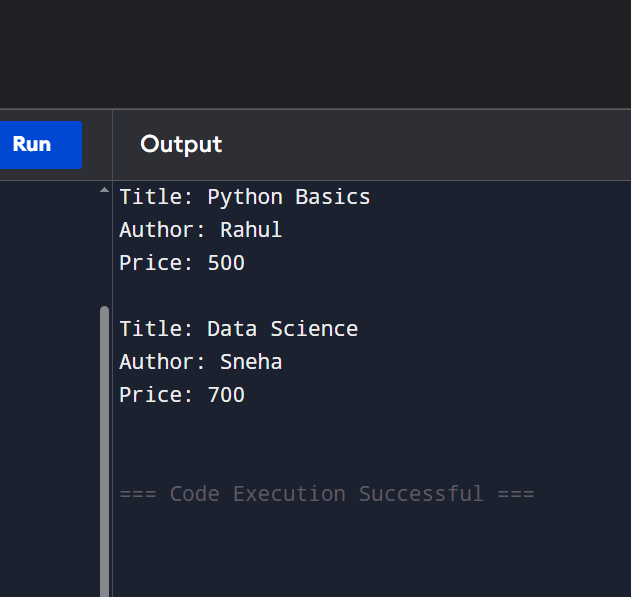 Run
Output
Title: Python Basics
Author: Rahul
Price: 500
Title: Data Science
Author: Sneha
Price: 700
=== Code Execution Successful ===